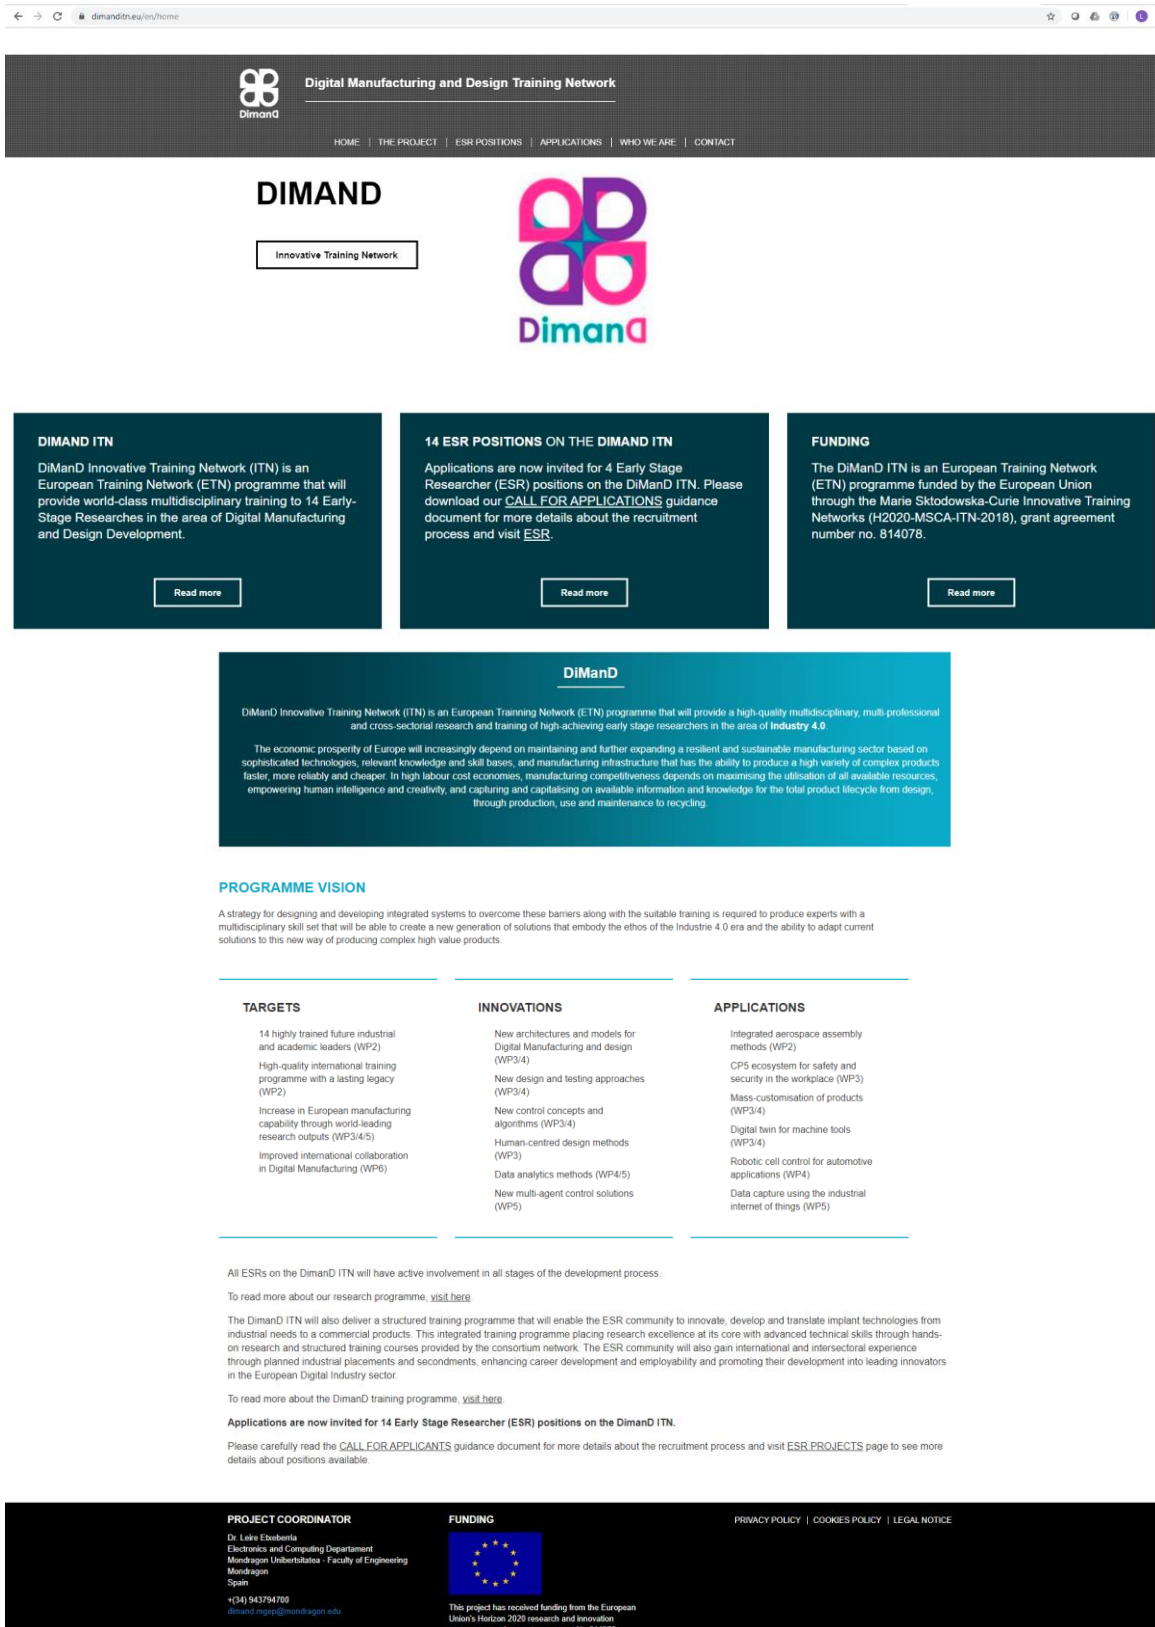 dimanditn.eu/en/home
Digital Manufacturing and Design Training Network
DimanD
HOME | THE PROJECT | ESR POSITIONS | APPLICATIONS | WHO WE ARE | CONTACT
DIMAND
Innovative Training Network
DimanD
DIMAND ITN
DiManD Innovative Training Network (ITN) is an
European Training Network (ETN) programme that will
provide world-class multidisciplinary training to 14 Early-
Stage Researches in the area of Digital Manufacturing
and Design Development.
Read more
14 ESR POSITIONS ON THE DIMAND ITN
Applications are now invited for 4 Early Stage
Researcher (ESR) positions on the DiManD ITN. Please
download our CALL FOR APPLICATIONS guidance
document for more details about the recruitment
process and visit ESR.
Read more
FUNDING
The DiManD ITN is an European Training Network
(ETN) programme funded by the European Union
through the Marie Sktodowska-Curie Innovative Training
Networks (H2020-MSCA-ITN-2018), grant agreement
number no. 814078.
Read more
DiManD
DiManD Innovative Training Network (ITN) is an European Trainning Network (ETN) programme that will provide a high-quality multidisciplinary, multi-professional
and cross-sectorial research and training of high-achieving early stage researchers in the area of Industry 4.0.
The economic prosperity of Europe will increasingly depend on maintaining and further expanding a resilient and sustainable manufacturing sector based on
sophisticated technologies, relevant knowledge and skill bases, and manufacturing infrastructure that has the ability to produce a high variety of complex products
faster, more reliably and cheaper. In high labour cost economies, manufacturing competitiveness depends on maximising the utilisation of all available resources,
empowering human intelligence and creativity, and capturing and capitalising on available information and knowledge for the total product lifecycle from design,
through production, use and maintenance to recycling.
PROGRAMME VISION
A strategy for designing and developing integrated systems to overcome these barriers along with the suitable training is required to produce experts with a
multidisciplinary skill set that will be able to create a new generation of solutions that embody the ethos of the Industrie 4.0 era and the ability to adapt current
solutions to this new way of producing complex high value products.
TARGETS
14 highly trained future industrial
and academic leaders (WP2)
High-quality international training
programme with a lasting legacy
(WP2)
Increase in European manufacturing
capability through world-leading
research outputs (WP3/4/5)
Improved international collaboration
in Digital Manufacturing (WP6)
INNOVATIONS
New architectures and models for
Digital Manufacturing and design
(WP3/4)
New design and testing approaches
(WP3/4)
New control concepts and
algorithms (WP3/4)
Human-centred design methods
(WP3)
Data analytics methods (WP4/5)
New multi-agent control solutions
(WP5)
APPLICATIONS
Integrated aerospace assembly
methods (WP2)
CP5 ecosystem for safety and
security in the workplace (WP3)
Mass-customisation of products
(WP3/4)
Digital twin for machine tools
(WP3/4)
Robotic cell control for automotive
applications (WP4)
Data capture using the industrial
internet of things (WP5)
All ESRs on the DimanD ITN will have active involvement in all stages of the development process.
To read more about our research programme, visit here.
The DimanD ITN will also deliver a structured training programme that will enable the ESR community to innovate, develop and translate implant technologies from
industrial needs to a commercial products. This integrated training programme placing research excellence at its core with advanced technical skills through hands-
on research and structured training courses provided by the consortium network. The ESR community will also gain international and intersectoral experience
through planned industrial placements and secondments, enhancing career development and employability and promoting their development into leading innovators
in the European Digital Industry sector.
To read more about the DimanD training programme, visit here.
Applications are now invited for 14 Early Stage Researcher (ESR) positions on the DimanD ITN.
Please carefully read the CALL FOR APPLICANTS guidance document for more details about the recruitment process and visit ESR PROJECTS page to see more
details about positions available.
PROJECT COORDINATOR
Dr. Leire Etxeberria
Electronics and Computing Departament
Mondragon Unibertsitatea - Faculty of Engineering
Mondragon
Spain
+(34) 943794700
dimand.mgep@mondragon.edu
FUNDING
This project has received funding from the European
Union's Horizon 2020 research and innovation
PRIVACY POLICY | COOKIES POLICY | LEGAL NOTICE